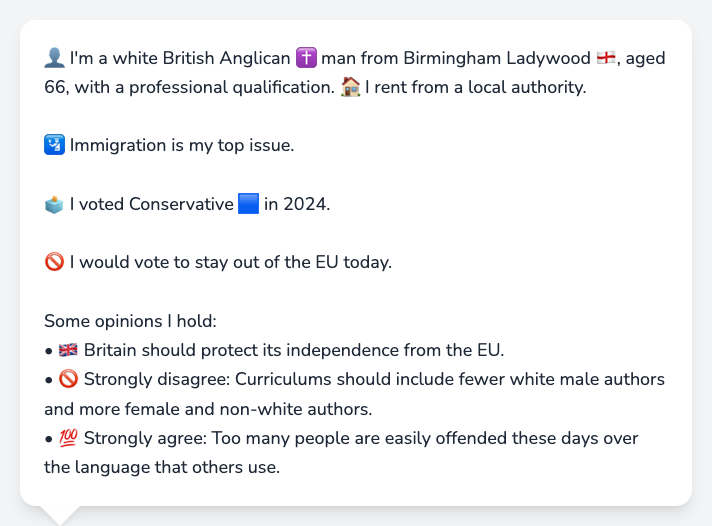 👤 I'm a white British Anglican ✝️ man from Birmingham Ladywood 🏴󠁧󠁢󠁥󠁮󠁧󠁿, aged
66, with a professional qualification. 🏠 I rent from a local authority.
🛂 Immigration is my top issue.
🗳️ I voted Conservative 🟦 in 2024.
🚫 I would vote to stay out of the EU today.
Some opinions I hold:
• 🇬🇧 Britain should protect its independence from the EU.
• 🚫 Strongly disagree: Curriculums should include fewer white male authors
and more female and non-white authors.
• 💯 Strongly agree: Too many people are easily offended these days over
the language that others use.